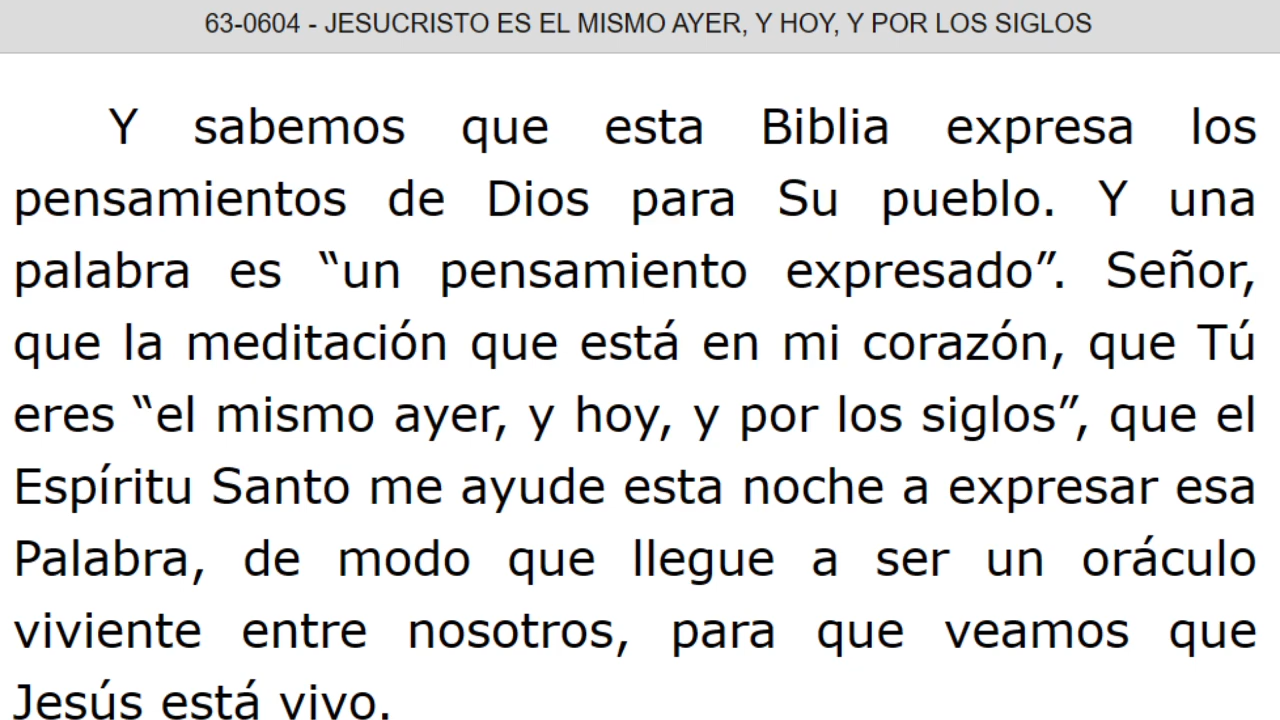 63-0604 - JESUCRISTO ES EL MISMO AYER, Y HOY, Y POR LOS SIGLOS
Y sabemos que esta Biblia expresa los
pensamientos de Dios para Su pueblo. Y una
palabra es “un pensamiento expresado”. Señor,
que la meditación que está en mi corazón, que Tú
eres “el mismo ayer, y hoy, y por los siglos”, que el
Espíritu Santo me ayude esta noche a expresar esa
Palabra, de modo que llegue a ser un oráculo
viviente entre nosotros, para que veamos que
Jesús está vivo.